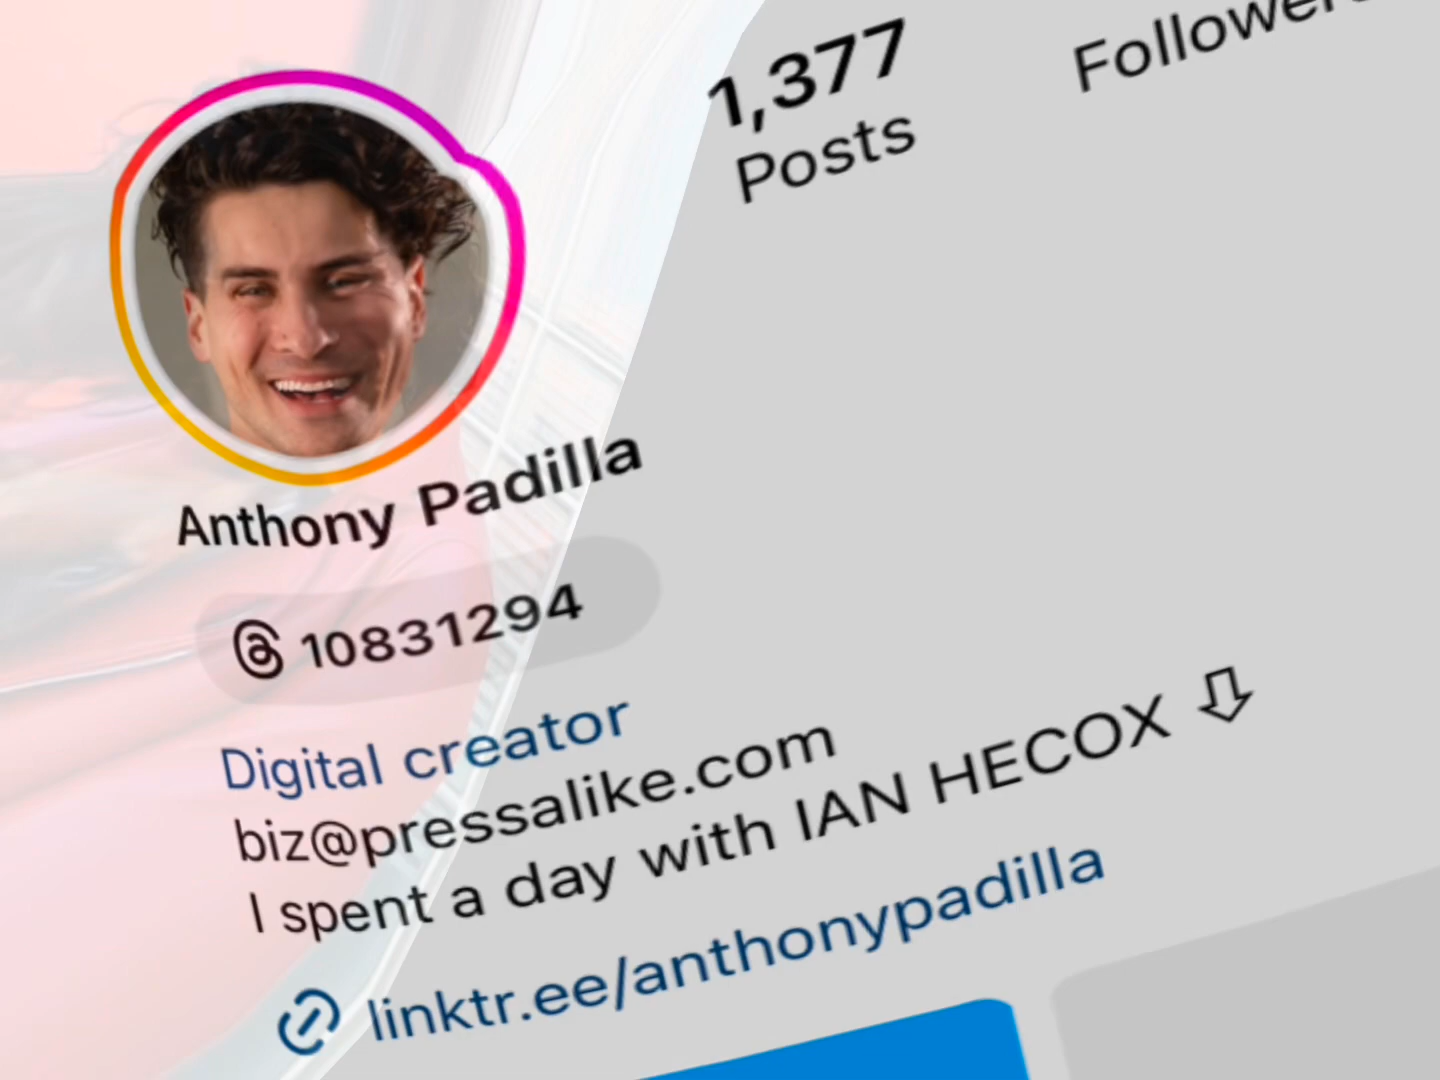 1,377
Posts
Anthony Padilla
10831294
Digital creator
biz@pressalike.com
I spent a day with IAN HECOX ⇩
linktr.ee/anthonypadilla